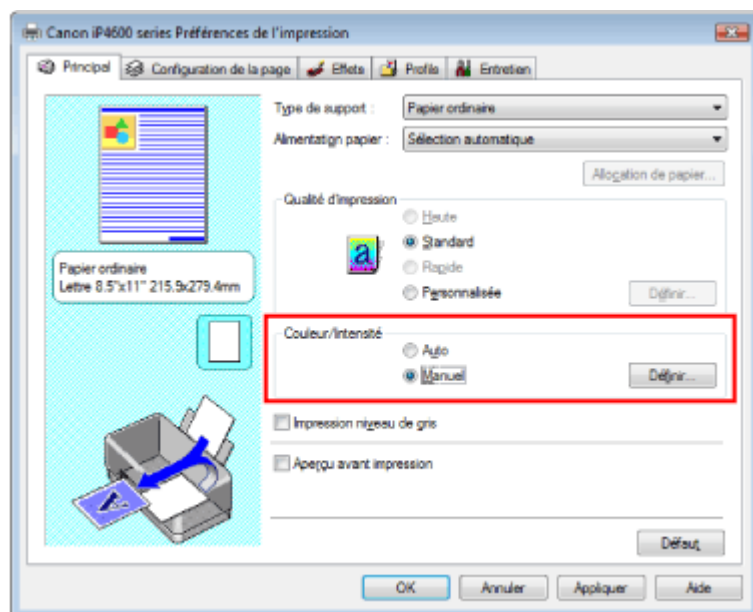 Canon iP4600 series Préférences de l'impression
Principal Configuration de la page Effets Profils Entretien
Type de support : Papier ordinaire
Alimentation papier : Sélection automatique
Allocation de papier...
Qualité d'impression
Haute
a Standard
Rapide
Personnalisée Définir...
Papier ordinaire
Lettre 8.5"x11" 215.9x279.4mm
Couleur/Intensité
Auto
Manuel Définir...
Impression niveau de gris
Aperçu avant impression
A
Défaut
OK Annuler Appliquer Aide